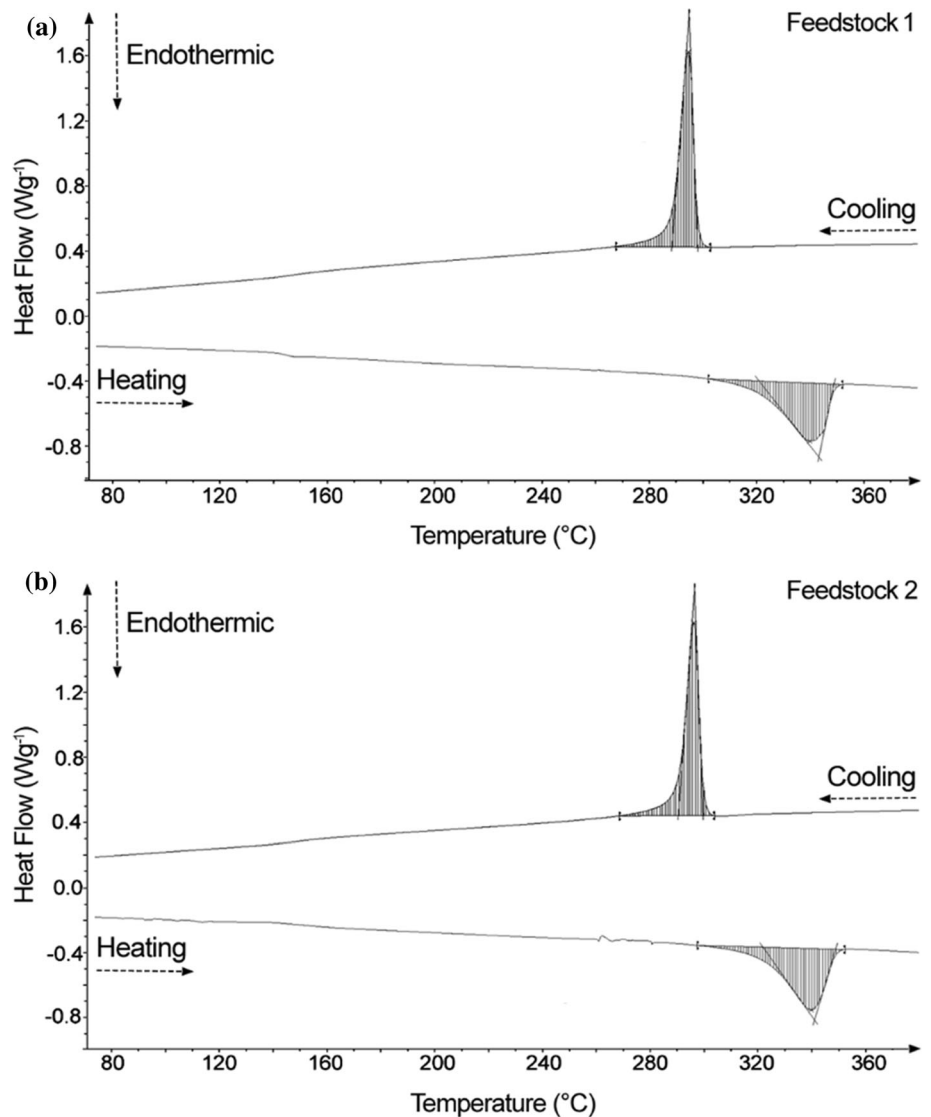 (a)
Feedstock 1
Endothermic
1.6
1.2
0.8
Cooling
0.4
0.0
Heat Flow (Wg⁻¹)
-0.4
Heating
-0.8
80 120 160 200 240 280 320 360
Temperature (°C)
(b)
Feedstock 2
Endothermic
1.6
1.2
0.8
Cooling
0.4
0.0
Heat Flow (Wg⁻¹)
-0.4
Heating
-0.8
80 120 160 200 240 280 320 360
Temperature (°C)